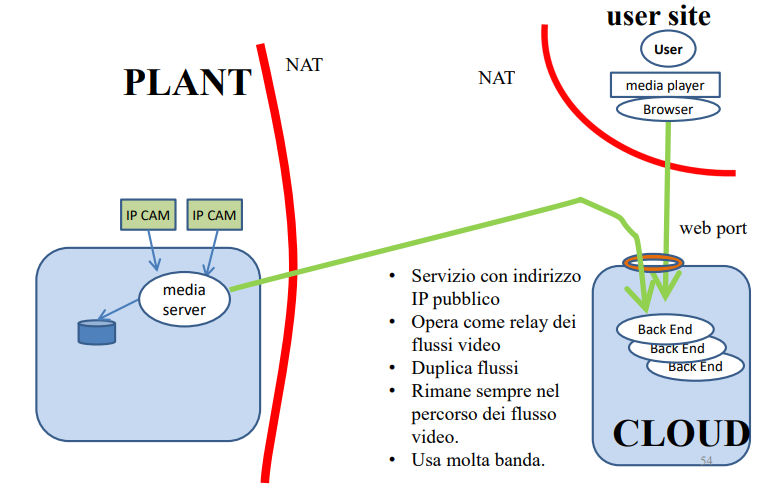 user site
User
NAT
NAT
PLANT
media player
Browser
IP CAM
IP CAM
web port
media
server
• Servizio con indirizzo
IP pubblico
• Opera come relay dei
flussi video
• Duplica flussi
• Rimane sempre nel
percorso dei flusso
video.
• Usa molta banda.
Back End
Back End
Back End
CLOUD
54